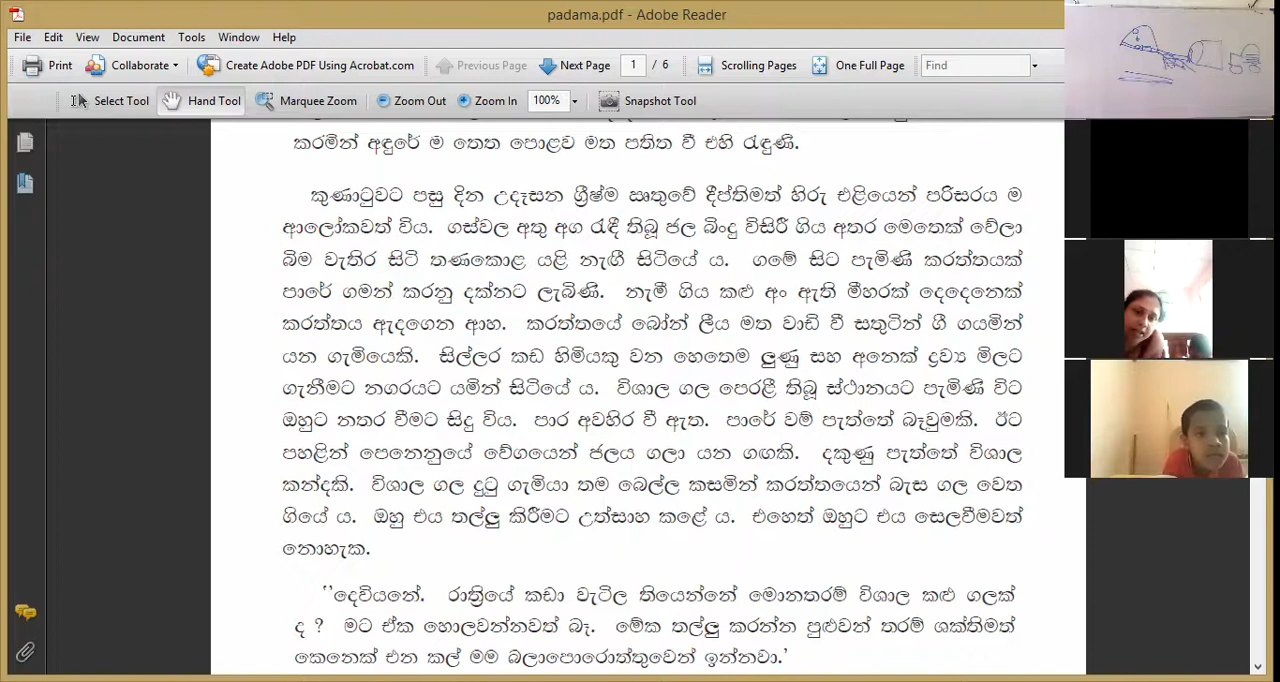 padama.pdf - Adobe Reader
File Edit View Document Tools Window Help
Print Collaborate Create Adobe PDF Using Acrobat.com Previous Page Next Page 1 / 6 Scrolling Pages One Full Page Find
Select Tool Hand Tool Marquee Zoom Zoom Out Zoom In 100% Snapshot Tool
කරමින් අඳුරේ ම තෙත පොළව මත පතිත වී එහි රැඳුණි.
කුණාටුවට පසු දින උදෑසන ග්‍රීෂ්ම ඍතුවේ දීප්තිමත් හිරු එළියෙන් පරිසරය ම
ආලෝකවත් විය. ගස්වල අතු අග රැඳී තිබූ ජල බිංදු විසිරී ගිය අතර මෙතෙක් වේලා
බිම වැතිර සිටි තණකොළ යළි නැඟී සිටියේ ය. ගමේ සිට පැමිණි කරත්තයක්
පාරේ ගමන් කරනු දක්නට ලැබිණි. නැමී ගිය කළු අං ඇති මීහරක් දෙදෙනෙක්
කරත්තය ඇදගෙන ආහ. කරත්තයේ බෝන් ලීය මත වාඩි වී සතුටින් ගී ගයමින්
යන ගැමියෙකි. සිල්ලර කඩ හිමියකු වන හෙතෙම ලුණු සහ අනෙක් ද්‍රව්‍ය මිලට
ගැනීමට නගරයට යමින් සිටියේ ය. විශාල ගල පෙරළී තිබූ ස්ථානයට පැමිණි විට
ඔහුට නතර වීමට සිදු විය. පාර අවහිර වී ඇත. පාරේ වම් පැත්තේ බෑවුමකි. ඊට
පහළින් පෙනෙනුයේ වේගයෙන් ජලය ගලා යන ගඟකි. දකුණු පැත්තේ විශාල
කන්දකි. විශාල ගල දුටු ගැමියා තම බෙල්ල කසමින් කරත්තයෙන් බැස ගල වෙත
ගියේ ය. ඔහු එය තල්ලු කිරීමට උත්සාහ කළේ ය. එහෙත් ඔහුට එය සෙලවීමවත්
නොහැක.
''දෙවියනේ. රාත්‍රියේ කඩා වැටිල තියෙන්නේ මොනතරම් විශාල කළු ගලක්
ද ? මට ඒක හොලවන්නවත් බෑ. මේක තල්ලු කරන්න පුළුවන් තරම් ශක්තිමත්
කෙනෙක් එන කල් මම බලාපොරොත්තුවෙන් ඉන්නවා.'